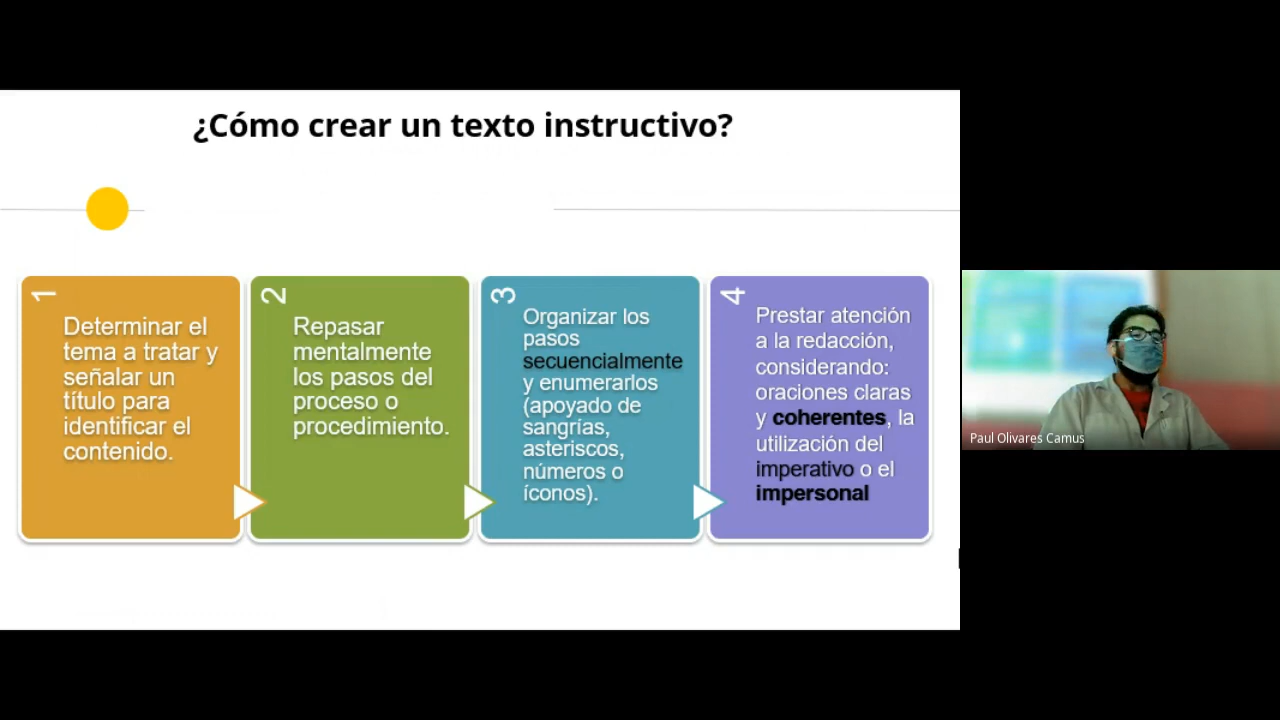 ¿Cómo crear un texto instructivo?
1
Determinar el
tema a tratar y
señalar un
título para
identificar el
contenido.
2
Repasar
mentalmente
los pasos del
proceso o
procedimiento.
3
Organizar los
pasos
secuencialmente
y enumerarlos
(apoyado de
sangrías,
asteriscos,
números o
íconos).
4
Prestar atención
a la redacción,
considerando:
oraciones claras
y coherentes, la
utilización del
imperativo o el
impersonal
Paul Olivares Camus